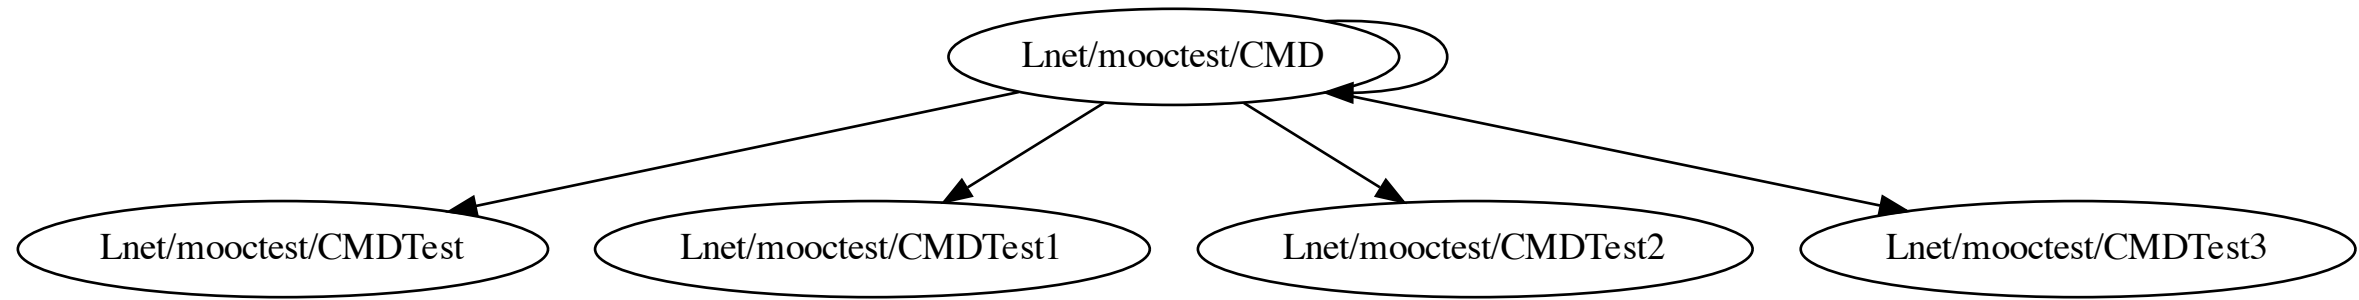 Lnet/mooctest/CMD
Lnet/mooctest/CMDTest
Lnet/mooctest/CMDTest1
Lnet/mooctest/CMDTest2
Lnet/mooctest/CMDTest3